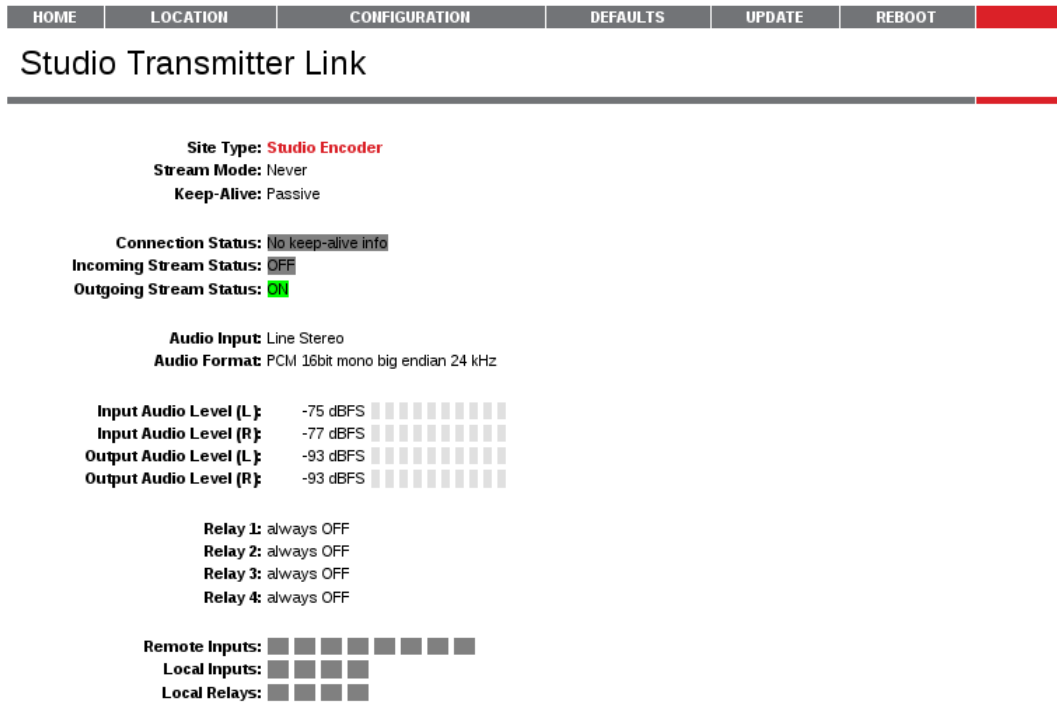 HOME LOCATION CONFIGURATION DEFAULTS UPDATE REBOOT
Studio Transmitter Link
Site Type: Studio Encoder
Stream Mode: Never
Keep-Alive: Passive
Connection Status: No keep-alive info
Incoming Stream Status: OFF
Outgoing Stream Status: ON
Audio Input: Line Stereo
Audio Format: PCM 16bit mono big endian 24 kHz
Input Audio Level (L): -75 dBFS
Input Audio Level (R): -77 dBFS
Output Audio Level (L): -93 dBFS
Output Audio Level (R): -93 dBFS
Relay 1: always OFF
Relay 2: always OFF
Relay 3: always OFF
Relay 4: always OFF
Remote Inputs:
Local Inputs:
Local Relays: